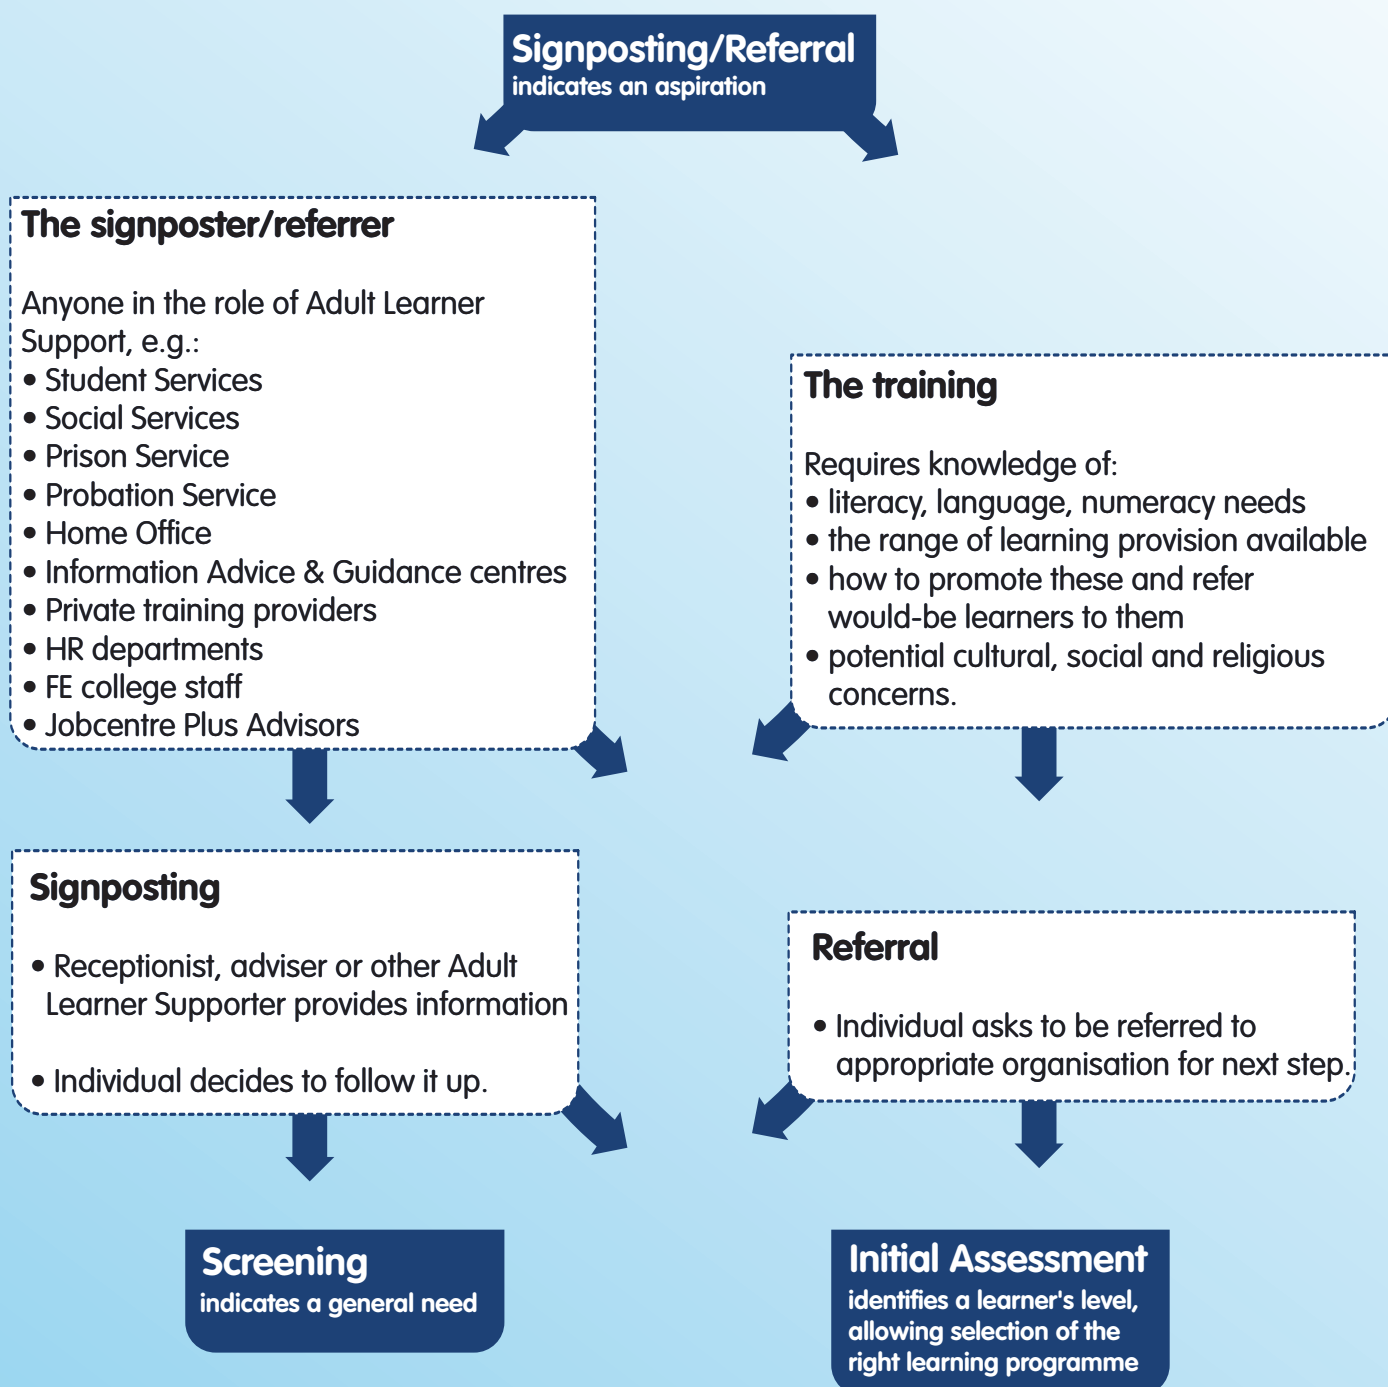 Signposting/Referral
indicates an aspiration
The signposter/referrer
Anyone in the role of Adult Learner
Support, e.g.:
• Student Services
• Social Services
• Prison Service
• Probation Service
• Home Office
• Information Advice & Guidance centres
• Private training providers
• HR departments
• FE college staff
• Jobcentre Plus Advisors
The training
Requires knowledge of:
• literacy, language, numeracy needs
• the range of learning provision available
• how to promote these and refer
would-be learners to them
• potential cultural, social and religious
concerns.
Signposting
• Receptionist, adviser or other Adult
Learner Supporter provides information
• Individual decides to follow it up.
Referral
• Individual asks to be referred to
appropriate organisation for next step.
Screening
indicates a general need
Initial Assessment
identifies a learner's level,
allowing selection of the
right learning programme